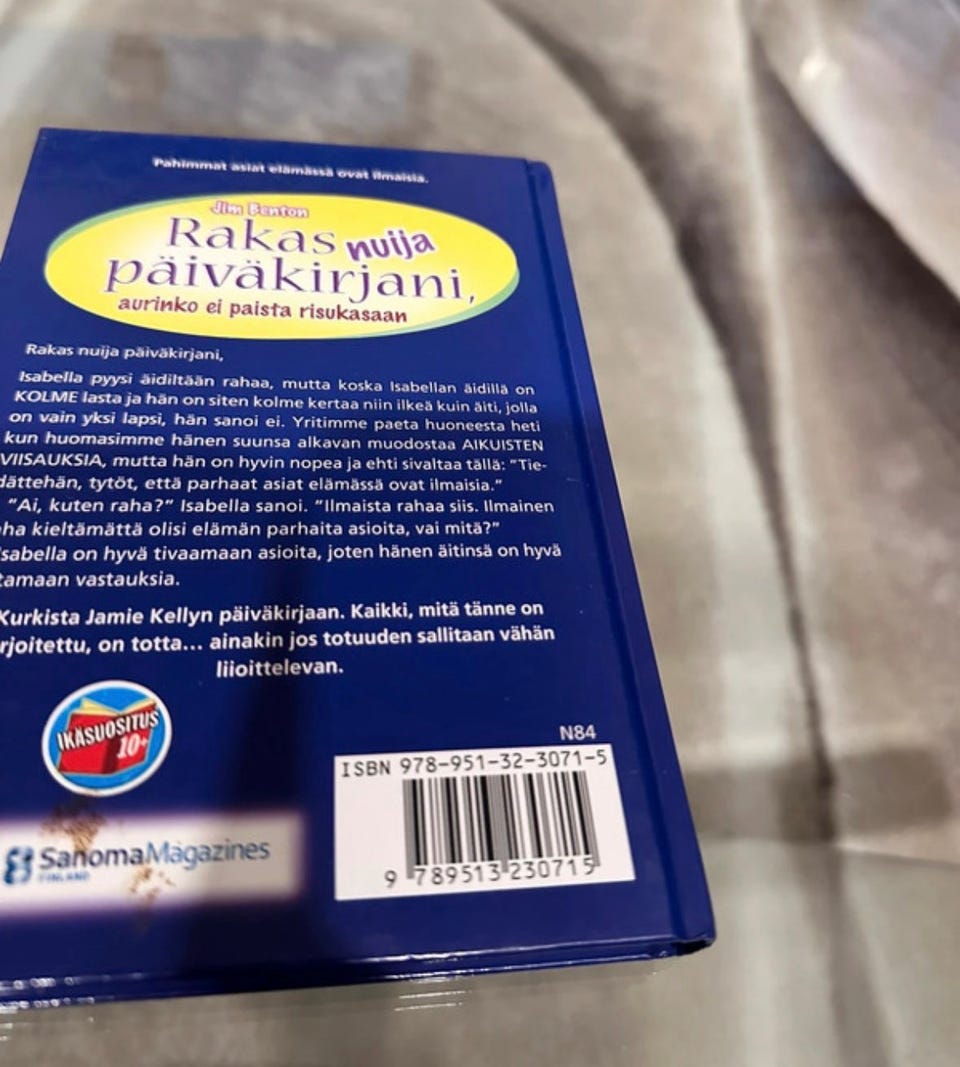 Pahimmat asiat elämässä ovat ilmaisia.
Jim Benton
Rakas nuija
päiväkirjani,
aurinko ei paista risukasaan
Rakas nuija päiväkirjani,
Isabella pyysi äidiltään rahaa, mutta koska Isabellan äidillä on
KOLME lasta ja hän on siten kolme kertaa niin ilkeä kuin äiti, jolla
on vain yksi lapsi, hän sanoi ei. Yritimme paeta huoneesta heti
kun huomasimme hänen suunsa alkavan muodostaa AIKUISTEN
VIISAUKSIA, mutta hän on hyvin nopea ja ehti sivaltaa tällä: "Tie-
dättehän, tytöt, että parhaat asiat elämässä ovat ilmaisia."
"Ai, kuten raha?" Isabella sanoi. "Ilmaista rahaa siis. Ilmainen
aha kieltämättä olisi elämän parhaita asioita, vai mitä?"
sabella on hyvä tivaamaan asioita, joten hänen äitinsä on hyvä
tamaan vastauksia.
Kurkista Jamie Kellyn päiväkirjaan. Kaikki, mitä tänne on
rjoitettu, on totta... ainakin jos totuuden sallitaan vähän
liioittelevan.
IKÄSUOSITUS
10+
N84
ISBN 978-951-32-3071-5
9 789513 230715
SanomaMagazines
FINLAND